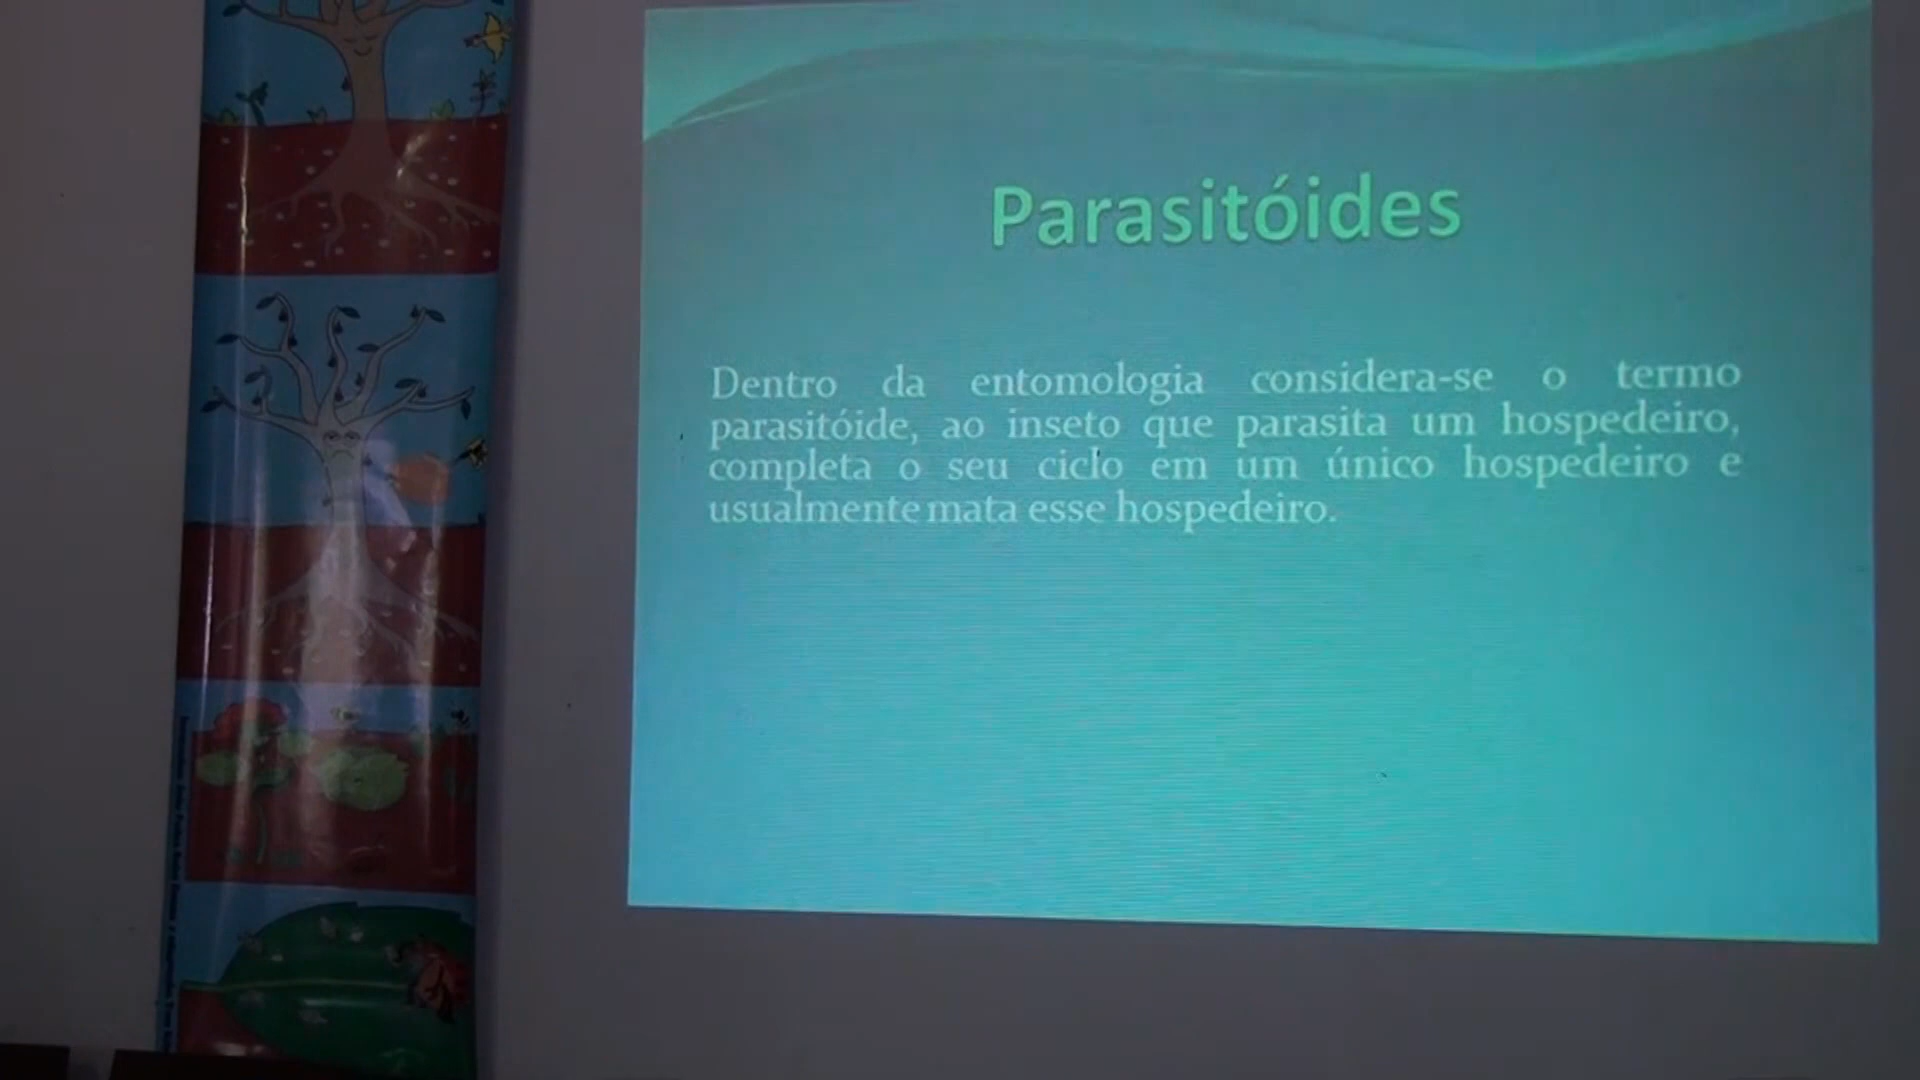 Parasitóides
Dentro da entomologia considera-se o termo
parasitóide, ao inseto que parasita um hospedeiro,
completa o seu ciclo em um único hospedeiro e
usualmente mata esse hospedeiro.